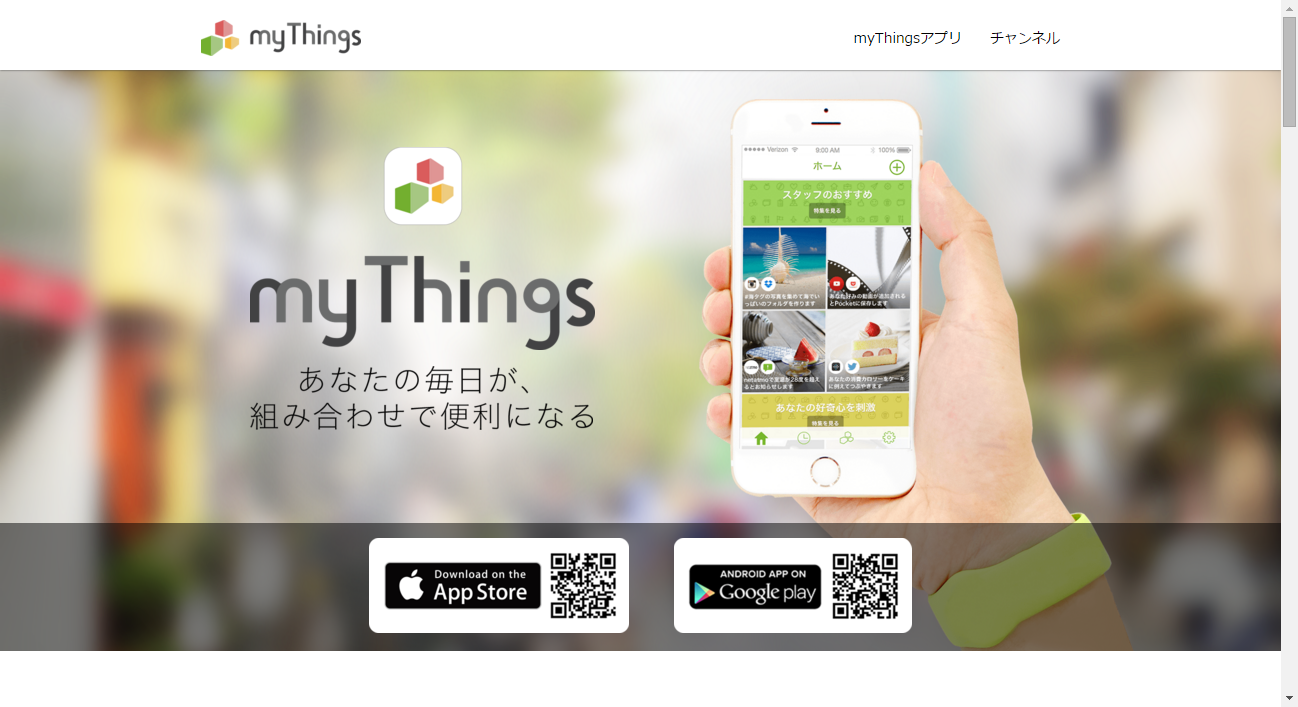 myThings
myThingsアプリ
チャンネル
myThings
あなたの毎日が、
組み合わせで便利になる
Verizon
9:00 AM
100%
ホーム
スタッフのおすすめ
特集を見る
#海タグの写真を集めて海でい
っぱいのフォルダを作ります
あなた好みの動画が追加される
とPocketに保存します
netatmoで室温が28度を超え
るとお知らせします
あなたの消費カロリーをケーキ
に例えてつぶやきます
あなたの好奇心を刺激
特集を見る
Download on the
App Store
ANDROID APP ON
Google play